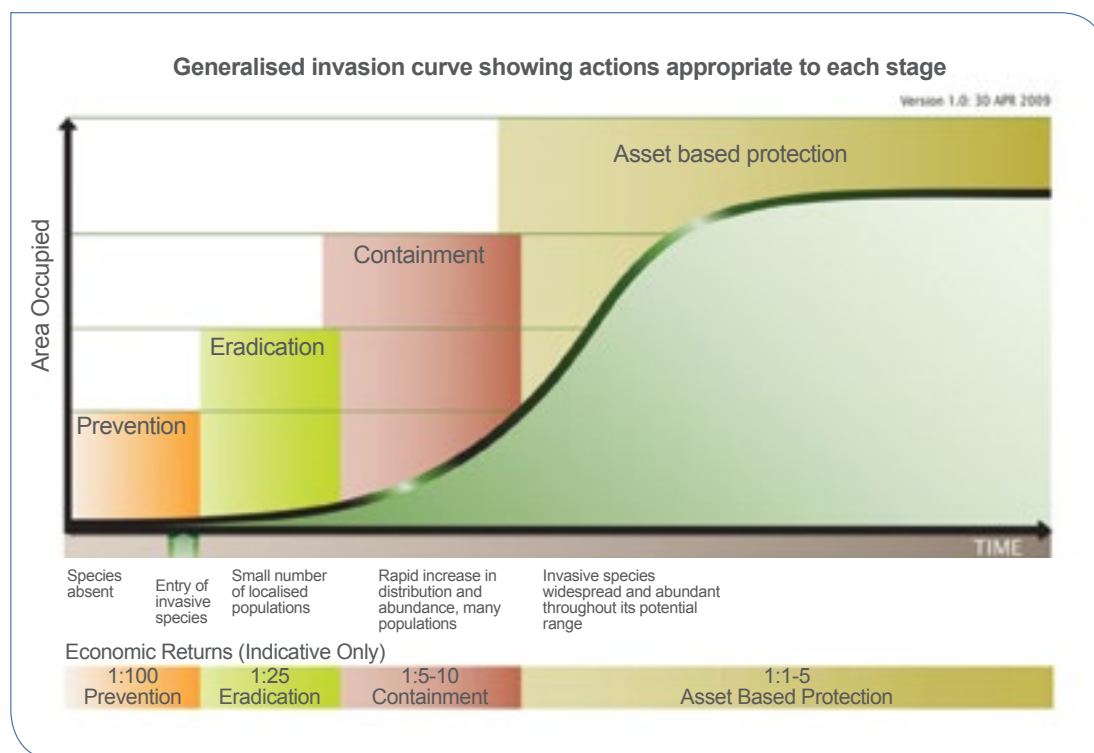 Generalised invasion curve showing actions appropriate to each stage
Version 1.0: 30 APR 2009
Asset based protection
Containment
Eradication
Prevention
Area Occupied
TIME
Species
absent
Entry of
invasive
species
Small number
of localised
populations
Rapid increase in
distribution and
abundance, many
populations
Invasive species
widespread and abundant
throughout its potential
range
Economic Returns (Indicative Only)
1:100
Prevention
1:25
Eradication
1:5-10
Containment
1:1-5
Asset Based Protection